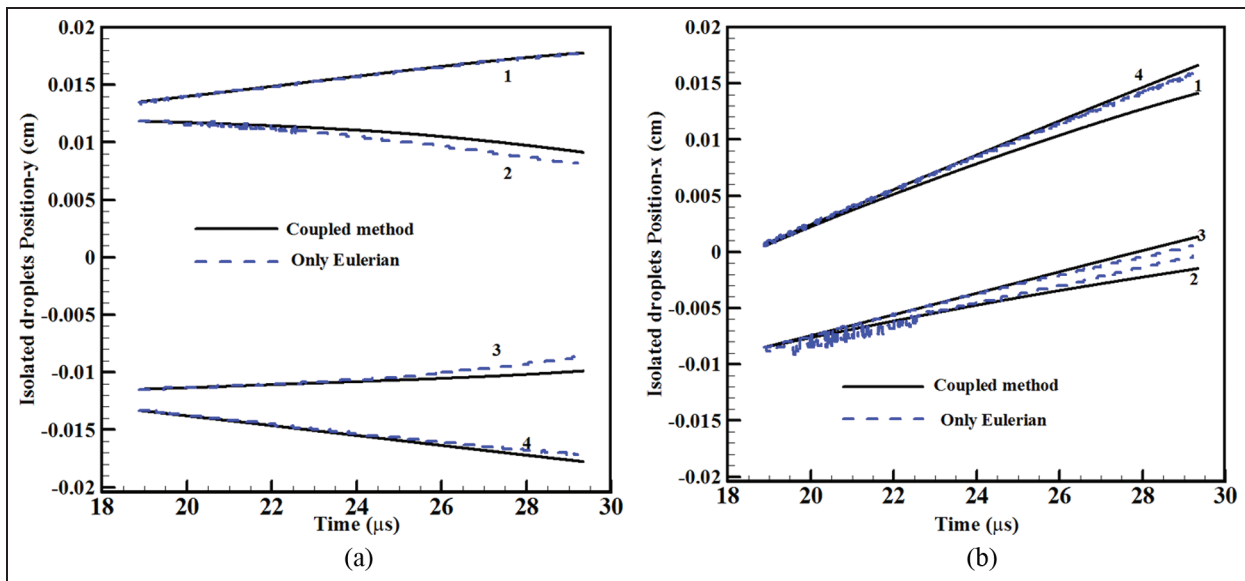 0.02
0.015
0.01
0.005
0
-0.005
-0.01
-0.015
-0.02
18 20 22 24 26 28 30
Isolated droplets Position-y (cm)
Time (μs)
1
2
Coupled method
Only Eulerian
3
4
(a)
0.02
0.015
0.01
0.005
0
-0.005
-0.01
-0.015
-0.02
18 20 22 24 26 28 30
Isolated droplets Position-x (cm)
Time (μs)
4
1
3
2
Coupled method
Only Eulerian
(b)